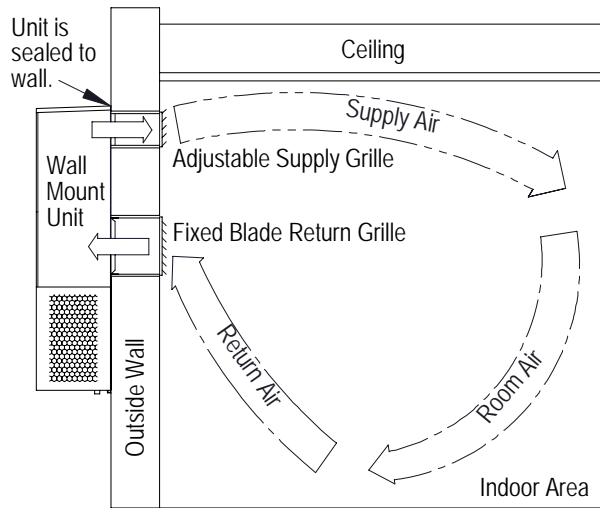 Unit is
sealed to
wall.
Ceiling
Supply Air
Adjustable Supply Grille
Wall
Mount
Unit
Fixed Blade Return Grille
Return Air
Room Air
Outside Wall
Indoor Area